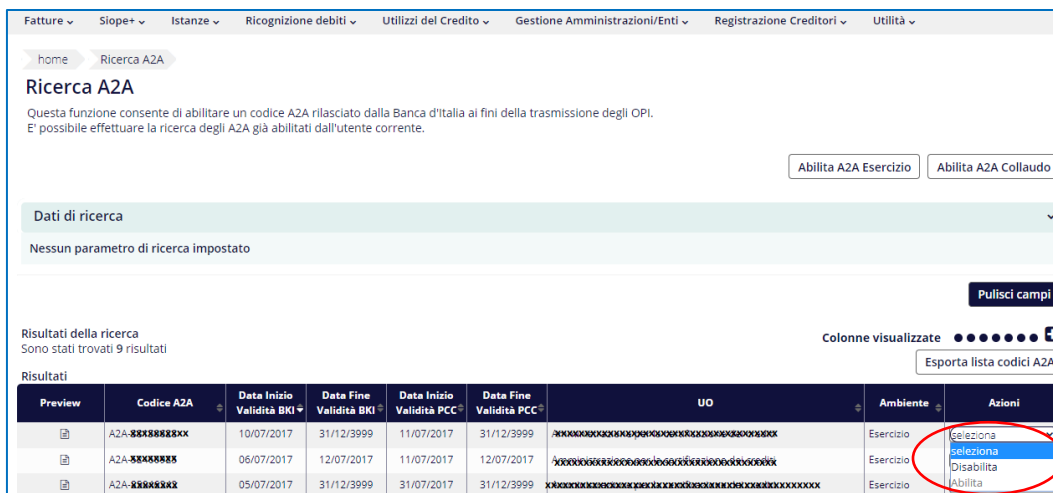 Fatture Siope+ Istanze Ricognizione debiti Utilizzi del Credito Gestione Amministrazioni/Enti Registrazione Creditori Utilità
home Ricerca A2A
Ricerca A2A
Questa funzione consente di abilitare un codice A2A rilasciato dalla Banca d'Italia ai fini della trasmissione degli OPI.
E' possibile effettuare la ricerca degli A2A già abilitati dall'utente corrente.
Abilita A2A Esercizio Abilita A2A Collaudo
Dati di ricerca
Nessun parametro di ricerca impostato
Pulisci campi
Risultati della ricerca
Colonne visualizzate
Sono stati trovati 9 risultati
Esporta lista codici A2A
Risultati
Preview Codice A2A Data Inizio Validità BKI Data Fine Validità BKI Data Inizio Validità PCC Data Fine Validità PCC UO Ambiente Azioni
A2A- 10/07/2017 31/12/3999 11/07/2017 31/12/3999 Esercizio seleziona
seleziona
A2A- 06/07/2017 12/07/2017 11/07/2017 12/07/2017 Esercizio
Disabilita
A2A- 05/07/2017 31/07/2017 31/07/2017 31/12/3999 Esercizio Abilita